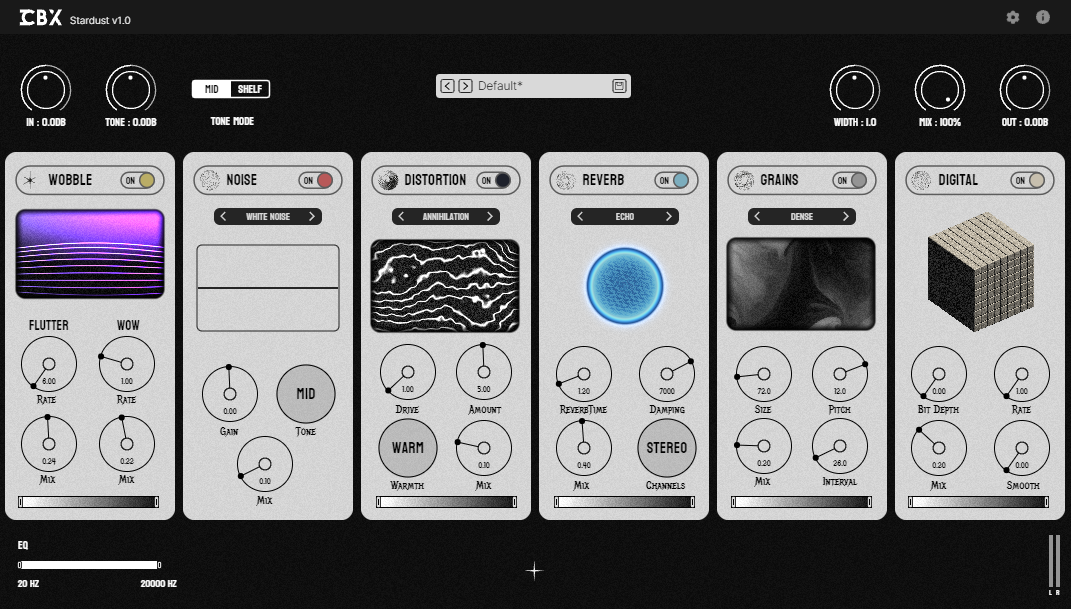 CBX Stardust v1.0
MID SHELF
Default*
IN : 0.0DB
TONE : 0.0DB
TONE MODE
WIDTH : 1.0
MIX : 100%
OUT : 0.0DB
WOBBLE ON
FLUTTER WOW
6.00 1.00
RATE RATE
0.24 0.22
MIX MIX
NOISE ON
WHITE NOISE
0.00 MID
GAIN TONE
0.10
MIX
DISTORTION ON
ANNIHILATION
1.00 5.00
DRIVE AMOUNT
WARM 0.10
WARMTH MIX
REVERB ON
ECHO
1.20 7000
REVERBTIME DAMPING
0.40 STEREO
MIX CHANNELS
GRAINS ON
DENSE
72.0 12.0
SIZE PITCH
0.20 26.0
MIX INTERVAL
DIGITAL ON
0.00 1.00
BIT DEPTH RATE
0.20 0.00
MIX SMOOTH
EQ
20 HZ 20000 HZ
L R